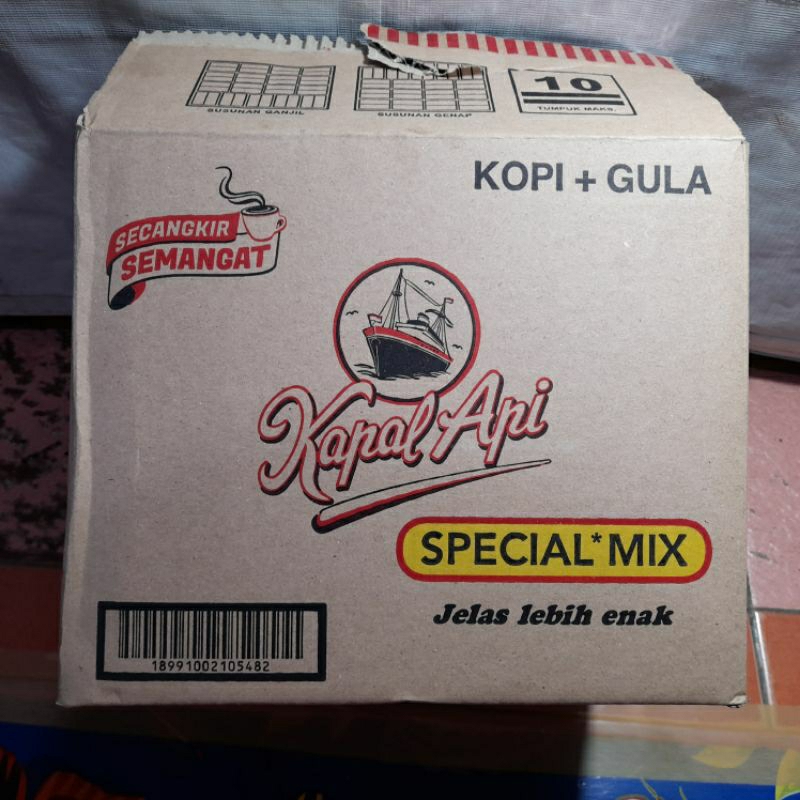 SUSUNAN GANJIL
SUSUNAN GENAP
10
TUMPUK MAKS.
KOPI + GULA
SECANGKIR
SEMANGAT
Kapal Api
SPECIAL* MIX
Jelas lebih enak
18991002105482